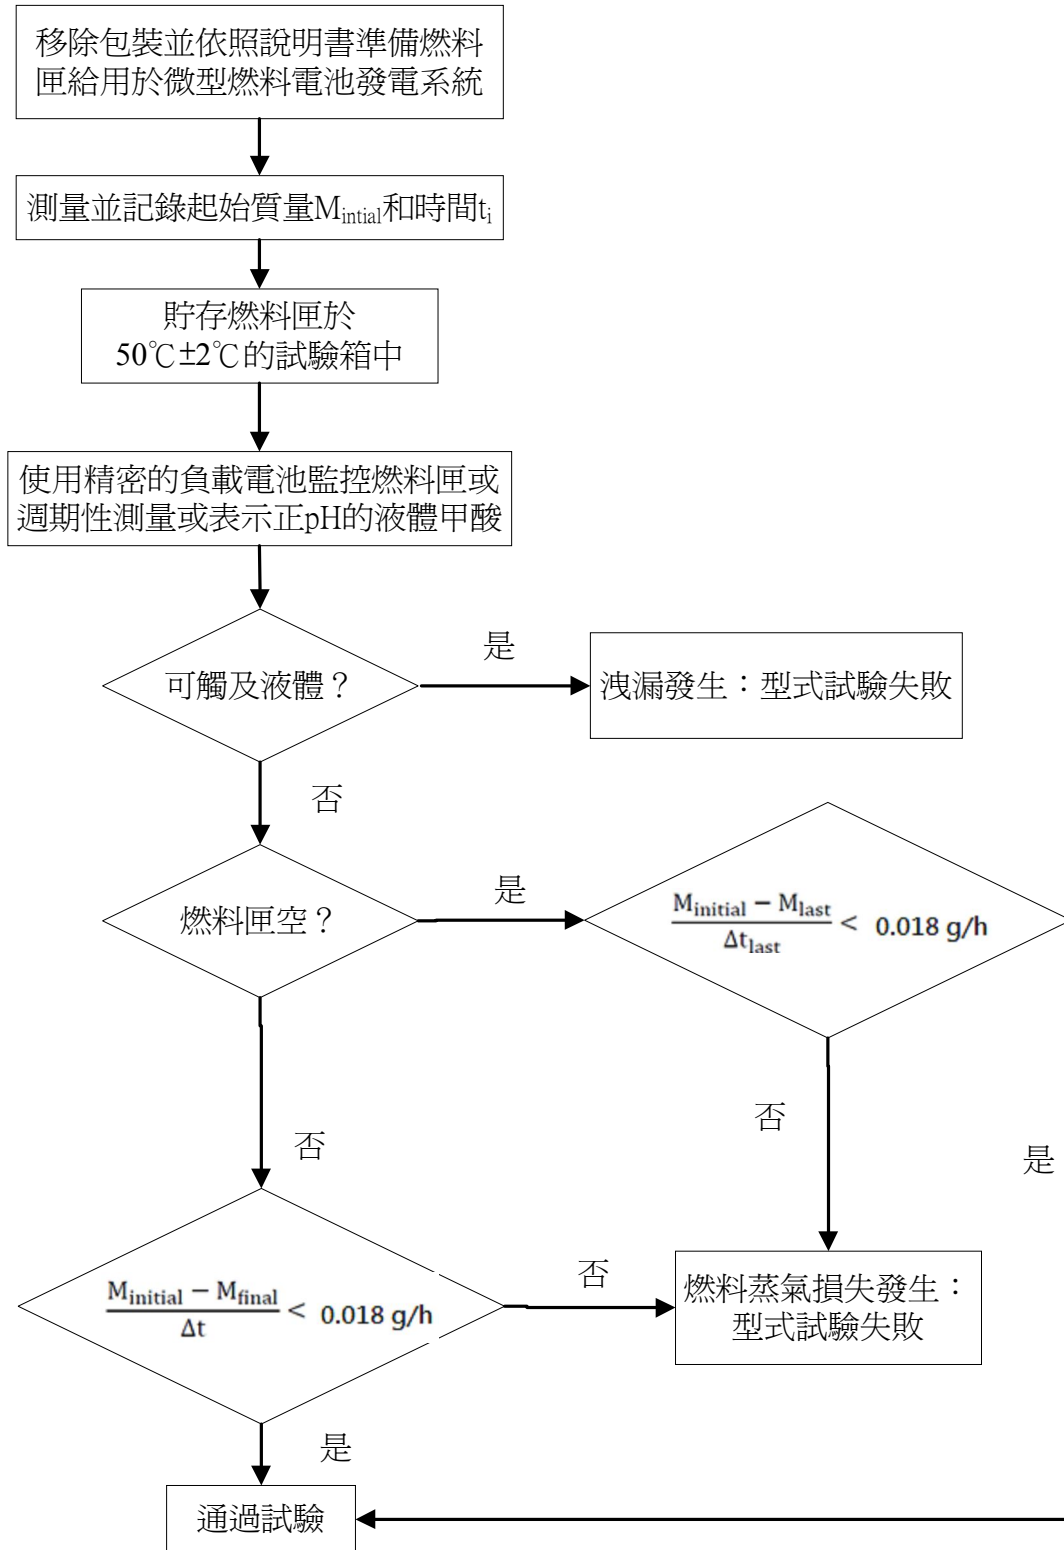 移除包裝並依照說明書準備燃料
匣給用於微型燃料電池發電系統
測量並記錄起始質量M_intial和時間t_i
貯存燃料匣於
50℃±2℃的試驗箱中
使用精密的負載電池監控燃料匣或
週期性測量或表示正pH的液體甲酸
可觸及液體？
是
洩漏發生：型式試驗失敗
否
燃料匣空？
是
M_initial − M_last
Δt_last
< 0.018 g/h
否
是
否
M_initial − M_final
Δt
< 0.018 g/h
否
燃料蒸氣損失發生：
型式試驗失敗
是
通過試驗